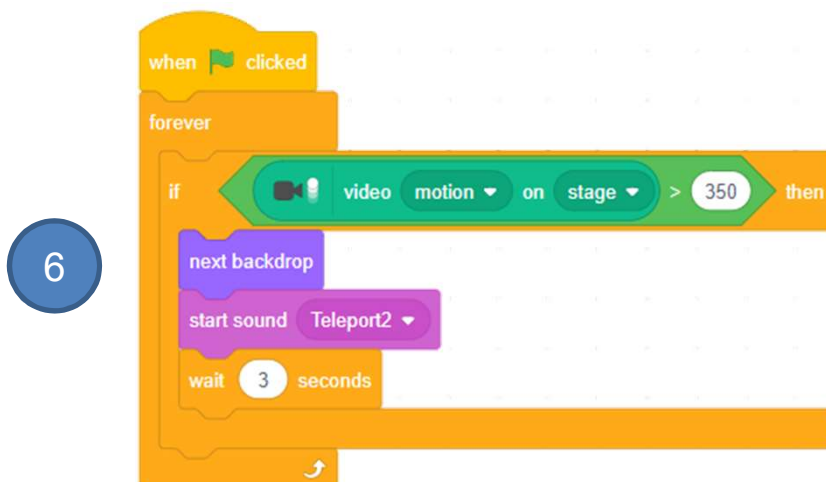 when clicked
forever
if video motion on stage > 350 then
6
next backdrop
start sound Teleport2
wait 3 seconds